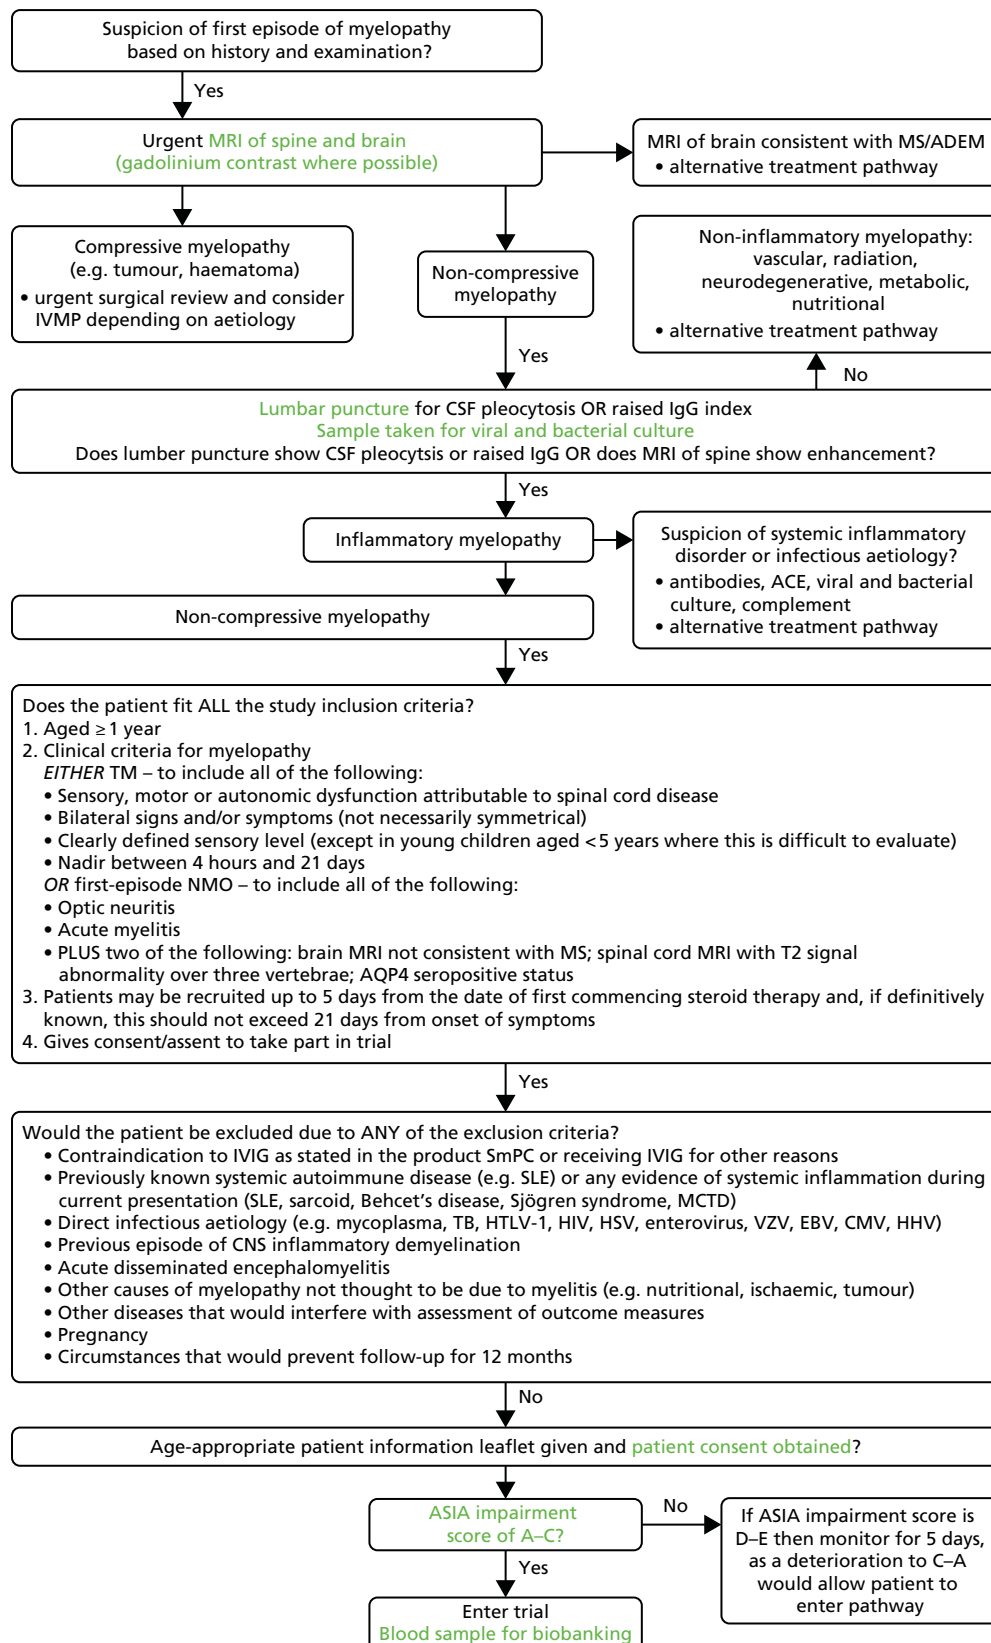 Suspicion of first episode of myelopathy
based on history and examination?
Yes
Urgent MRI of spine and brain
(gadolinium contrast where possible)
MRI of brain consistent with MS/ADEM
• alternative treatment pathway
Compressive myelopathy
(e.g. tumour, haematoma)
• urgent surgical review and consider
IVMP depending on aetiology
Non-compressive
myelopathy
Non-inflammatory myelopathy:
vascular, radiation,
neurodegenerative, metabolic,
nutritional
• alternative treatment pathway
Yes
No
Lumbar puncture for CSF pleocytosis OR raised IgG index
Sample taken for viral and bacterial culture
Does lumber puncture show CSF pleocytsis or raised IgG OR does MRI of spine show enhancement?
Yes
Inflammatory myelopathy
Suspicion of systemic inflammatory
disorder or infectious aetiology?
• antibodies, ACE, viral and bacterial
culture, complement
• alternative treatment pathway
Non-compressive myelopathy
Yes
Does the patient fit ALL the study inclusion criteria?
1. Aged ≥ 1 year
2. Clinical criteria for myelopathy
EITHER TM – to include all of the following:
• Sensory, motor or autonomic dysfunction attributable to spinal cord disease
• Bilateral signs and/or symptoms (not necessarily symmetrical)
• Clearly defined sensory level (except in young children aged < 5 years where this is difficult to evaluate)
• Nadir between 4 hours and 21 days
OR first-episode NMO – to include all of the following:
• Optic neuritis
• Acute myelitis
• PLUS two of the following: brain MRI not consistent with MS; spinal cord MRI with T2 signal
abnormality over three vertebrae; AQP4 seropositive status
3. Patients may be recruited up to 5 days from the date of first commencing steroid therapy and, if definitively
known, this should not exceed 21 days from onset of symptoms
4. Gives consent/assent to take part in trial
Yes
Would the patient be excluded due to ANY of the exclusion criteria?
• Contraindication to IVIG as stated in the product SmPC or receiving IVIG for other reasons
• Previously known systemic autoimmune disease (e.g. SLE) or any evidence of systemic inflammation during
current presentation (SLE, sarcoid, Behcet's disease, Sjögren syndrome, MCTD)
• Direct infectious aetiology (e.g. mycoplasma, TB, HTLV-1, HIV, HSV, enterovirus, VZV, EBV, CMV, HHV)
• Previous episode of CNS inflammatory demyelination
• Acute disseminated encephalomyelitis
• Other causes of myelopathy not thought to be due to myelitis (e.g. nutritional, ischaemic, tumour)
• Other diseases that would interfere with assessment of outcome measures
• Pregnancy
• Circumstances that would prevent follow-up for 12 months
No
Age-appropriate patient information leaflet given and patient consent obtained?
ASIA impairment
score of A–C?
No
If ASIA impairment score is
D–E then monitor for 5 days,
as a deterioration to C–A
would allow patient to
enter pathway
Yes
Enter trial
Blood sample for biobanking